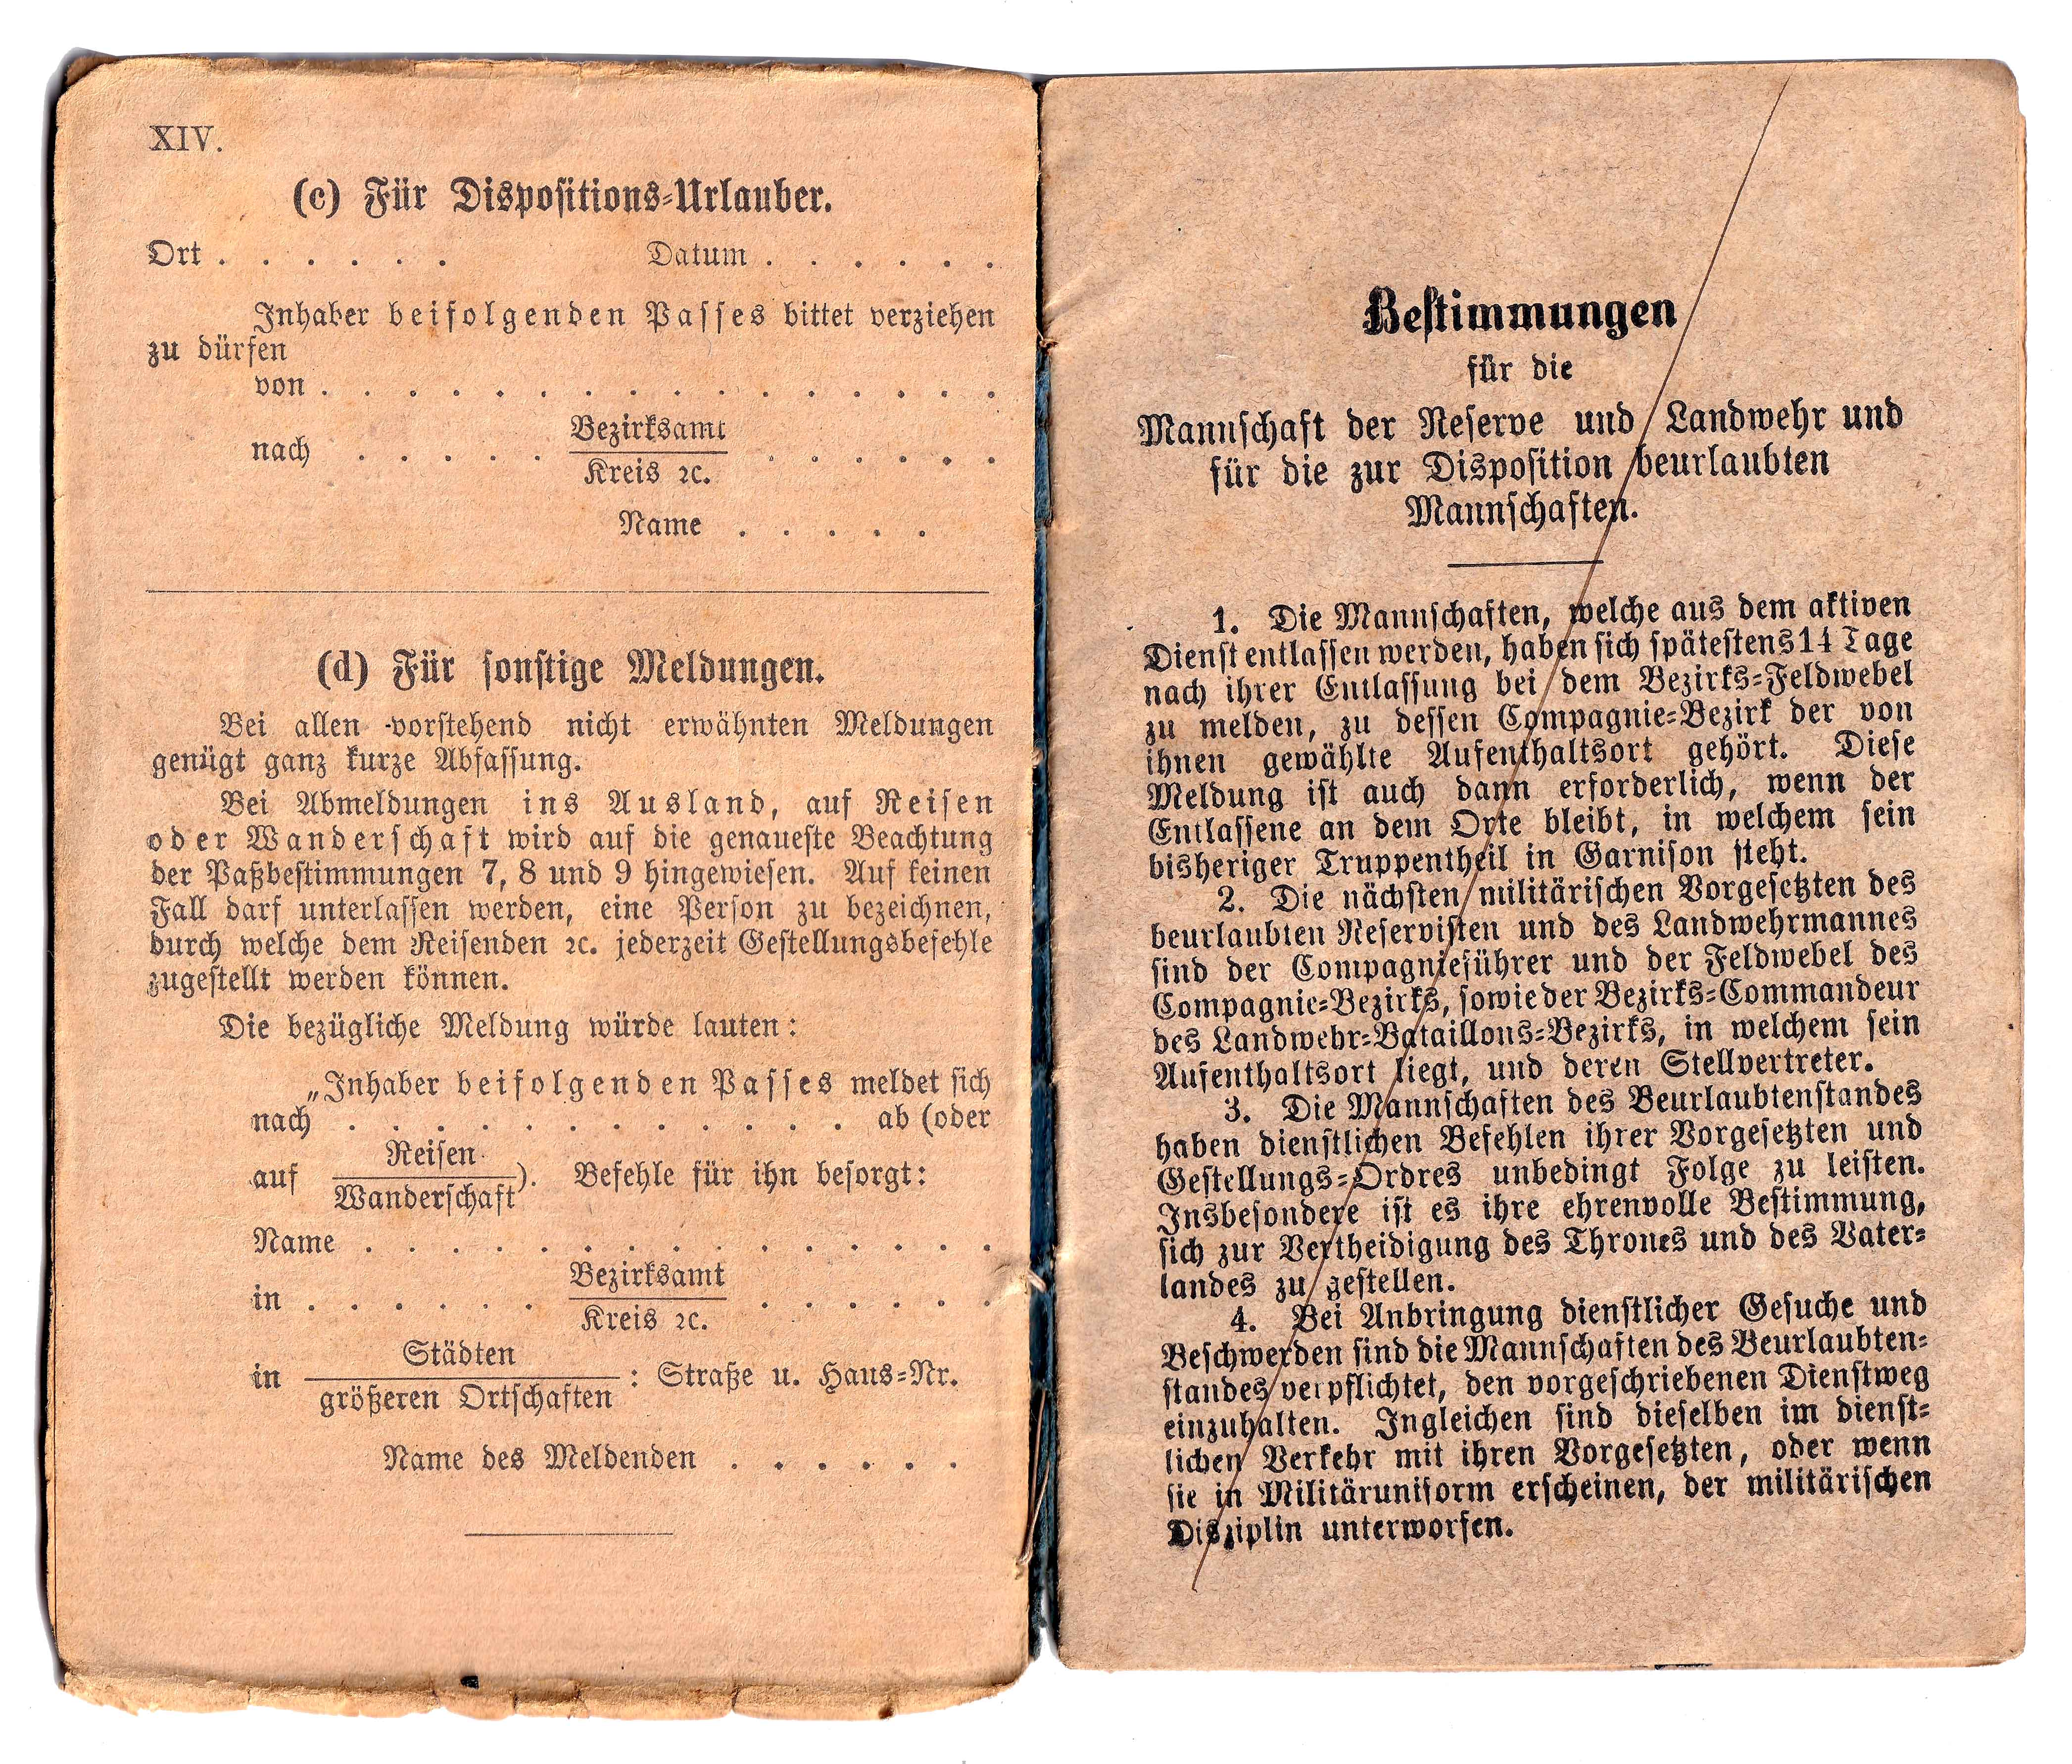 XIV.
(c) Für Dispositions-Urlauber.
Ort . . . . . . Datum . . . . . .
Inhaber beifolgenden Passes bittet verziehen
zu dürfen
von . . . . . . . . . . . . . . . .
nach . . . . . Bezirksamt . . . . . .
Kreis ꝛc.
Name . . . . .
(d) Für sonstige Meldungen.
Bei allen vorstehend nicht erwähnten Meldungen
genügt ganz kurze Abfassung.
Bei Abmeldungen ins Ausland, auf Reisen
oder Wanderschaft wird auf die genaueste Beachtung
der Paßbestimmungen 7, 8 und 9 hingewiesen. Auf keinen
Fall darf unterlassen werden, eine Person zu bezeichnen,
durch welche dem Reisenden ꝛc. jederzeit Gestellungsbefehle
zugestellt werden können.
Die bezügliche Meldung würde lauten:
„Inhaber beifolgenden Passes meldet sich
nach . . . . . . . . . . . . ab (oder
Reisen
auf Wanderschaft). Befehle für ihn besorgt:
Name . . . . . . . . . . . . . . .
in . . . . . . Bezirksamt . . . . . .
Kreis ꝛc.
Städten
in größeren Ortschaften : Straße u. Haus-Nr.
Name des Meldenden . . . . . .
Bestimmungen
für die
Mannschaft der Reserve und Landwehr und
für die zur Disposition beurlaubten
Mannschaften.
1. Die Mannschaften, welche aus dem aktiven
Dienst entlassen werden, haben sich spätestens 14 Tage
nach ihrer Entlassung bei dem Bezirks-Feldwebel
zu melden, zu dessen Compagnie-Bezirk der von
ihnen gewählte Aufenthaltsort gehört. Diese
Meldung ist auch dann erforderlich, wenn der
Entlassene an dem Orte bleibt, in welchem sein
bisheriger Truppentheil in Garnison steht.
2. Die nächsten militärischen Vorgesetzten des
beurlaubten Reservisten und des Landwehrmannes
sind der Compagnieführer und der Feldwebel des
Compagnie-Bezirks, sowie der Bezirks-Commandeur
des Landwehr-Bataillons-Bezirks, in welchem sein
Aufenthaltsort liegt, und deren Stellvertreter.
3. Die Mannschaften des Beurlaubtenstandes
haben dienstlichen Befehlen ihrer Vorgesetzten und
Gestellungs-Ordres unbedingt Folge zu leisten.
Insbesondere ist es ihre ehrenvolle Bestimmung,
sich zur Vertheidigung des Thrones und des Vater-
landes zu gestellen.
4. Bei Anbringung dienstlicher Gesuche und
Beschwerden sind die Mannschaften des Beurlaubten-
standes verpflichtet, den vorgeschriebenen Dienstweg
einzuhalten. Ingleichen sind dieselben im dienst-
lichen Verkehr mit ihren Vorgesetzten, oder wenn
sie in Militäruniform erscheinen, der militärischen
Disziplin unterworfen.